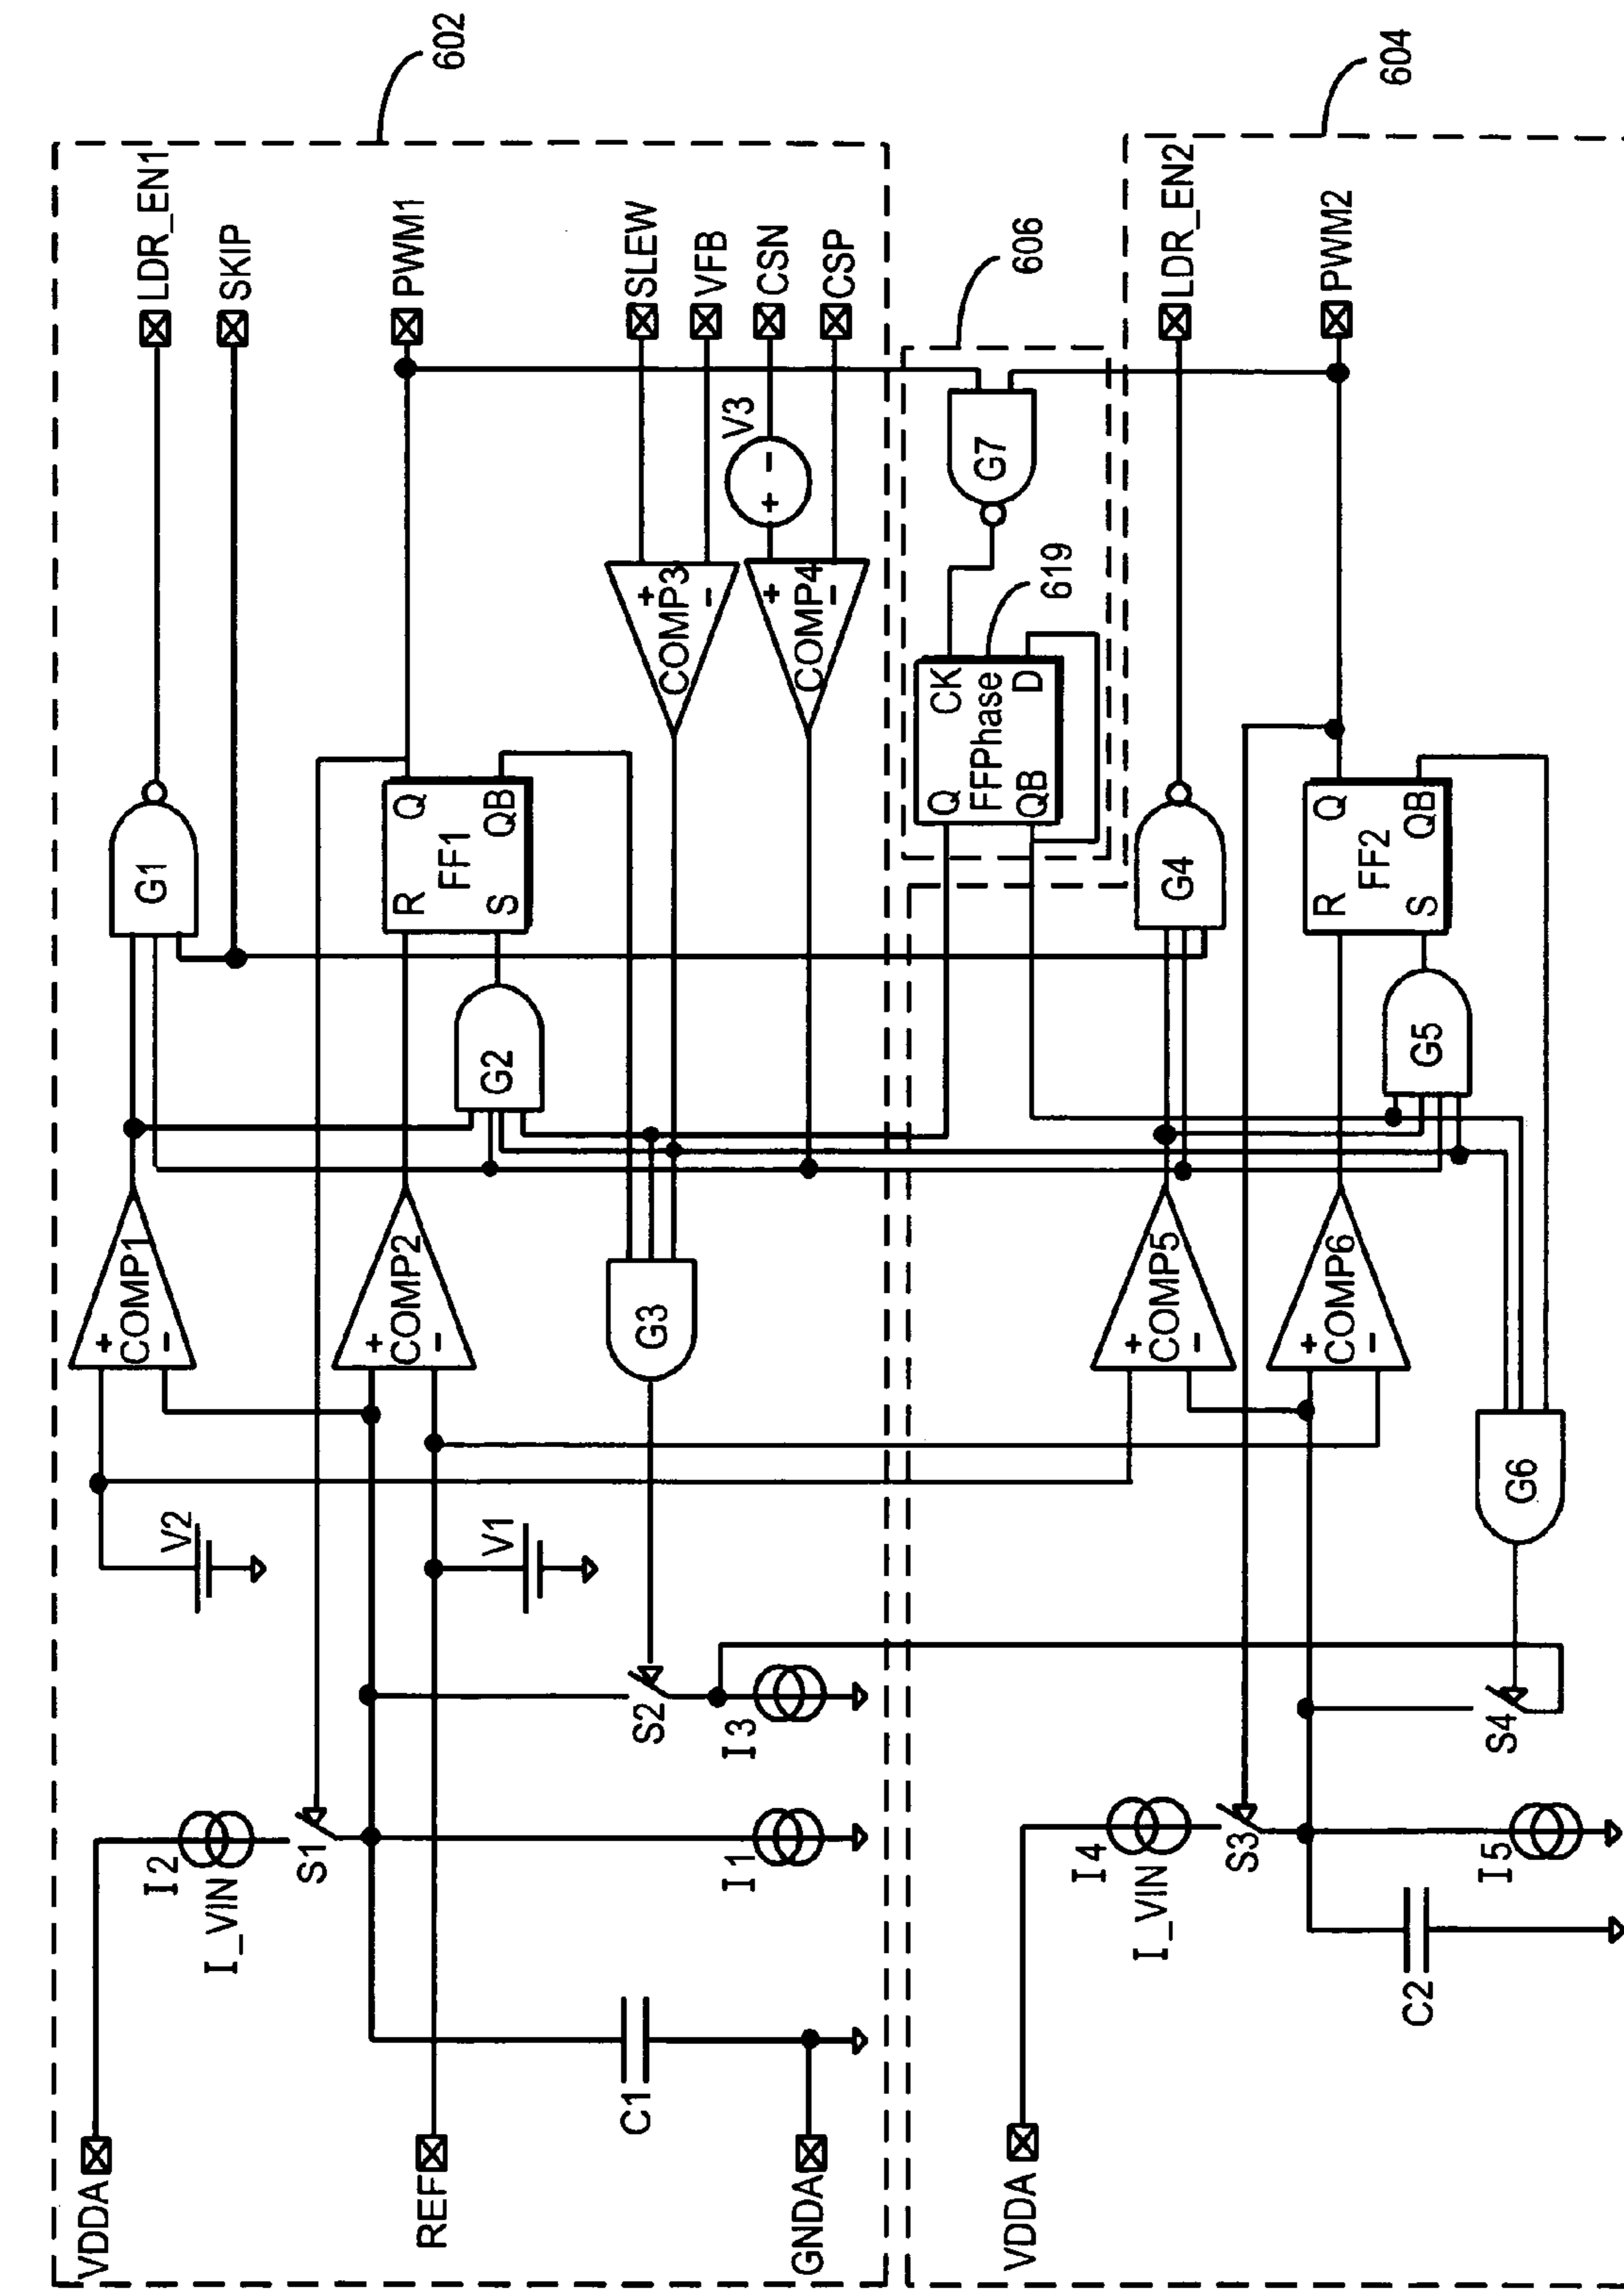 602
LDR_EN1
SKIP
PWM1
SLEW
VFB
CSN
CSP
V3
+ -
G1
FF1
R
Q
S
QB
G2
COMP3
+
-
COMP4
+
-
COMP1
+
-
COMP2
+
-
G3
V2
V1
S2
I3
I2
I_VIN
S1
I1
C1
VDDA
REF
GNDA
606
G7
619
CK
FFPhase
D
Q
QB
604
LDR_EN2
PWM2
G4
FF2
R
Q
S
QB
G5
COMP5
+
-
COMP6
+
-
G6
S4
I4
I_VIN
S3
I5
C2
VDDA